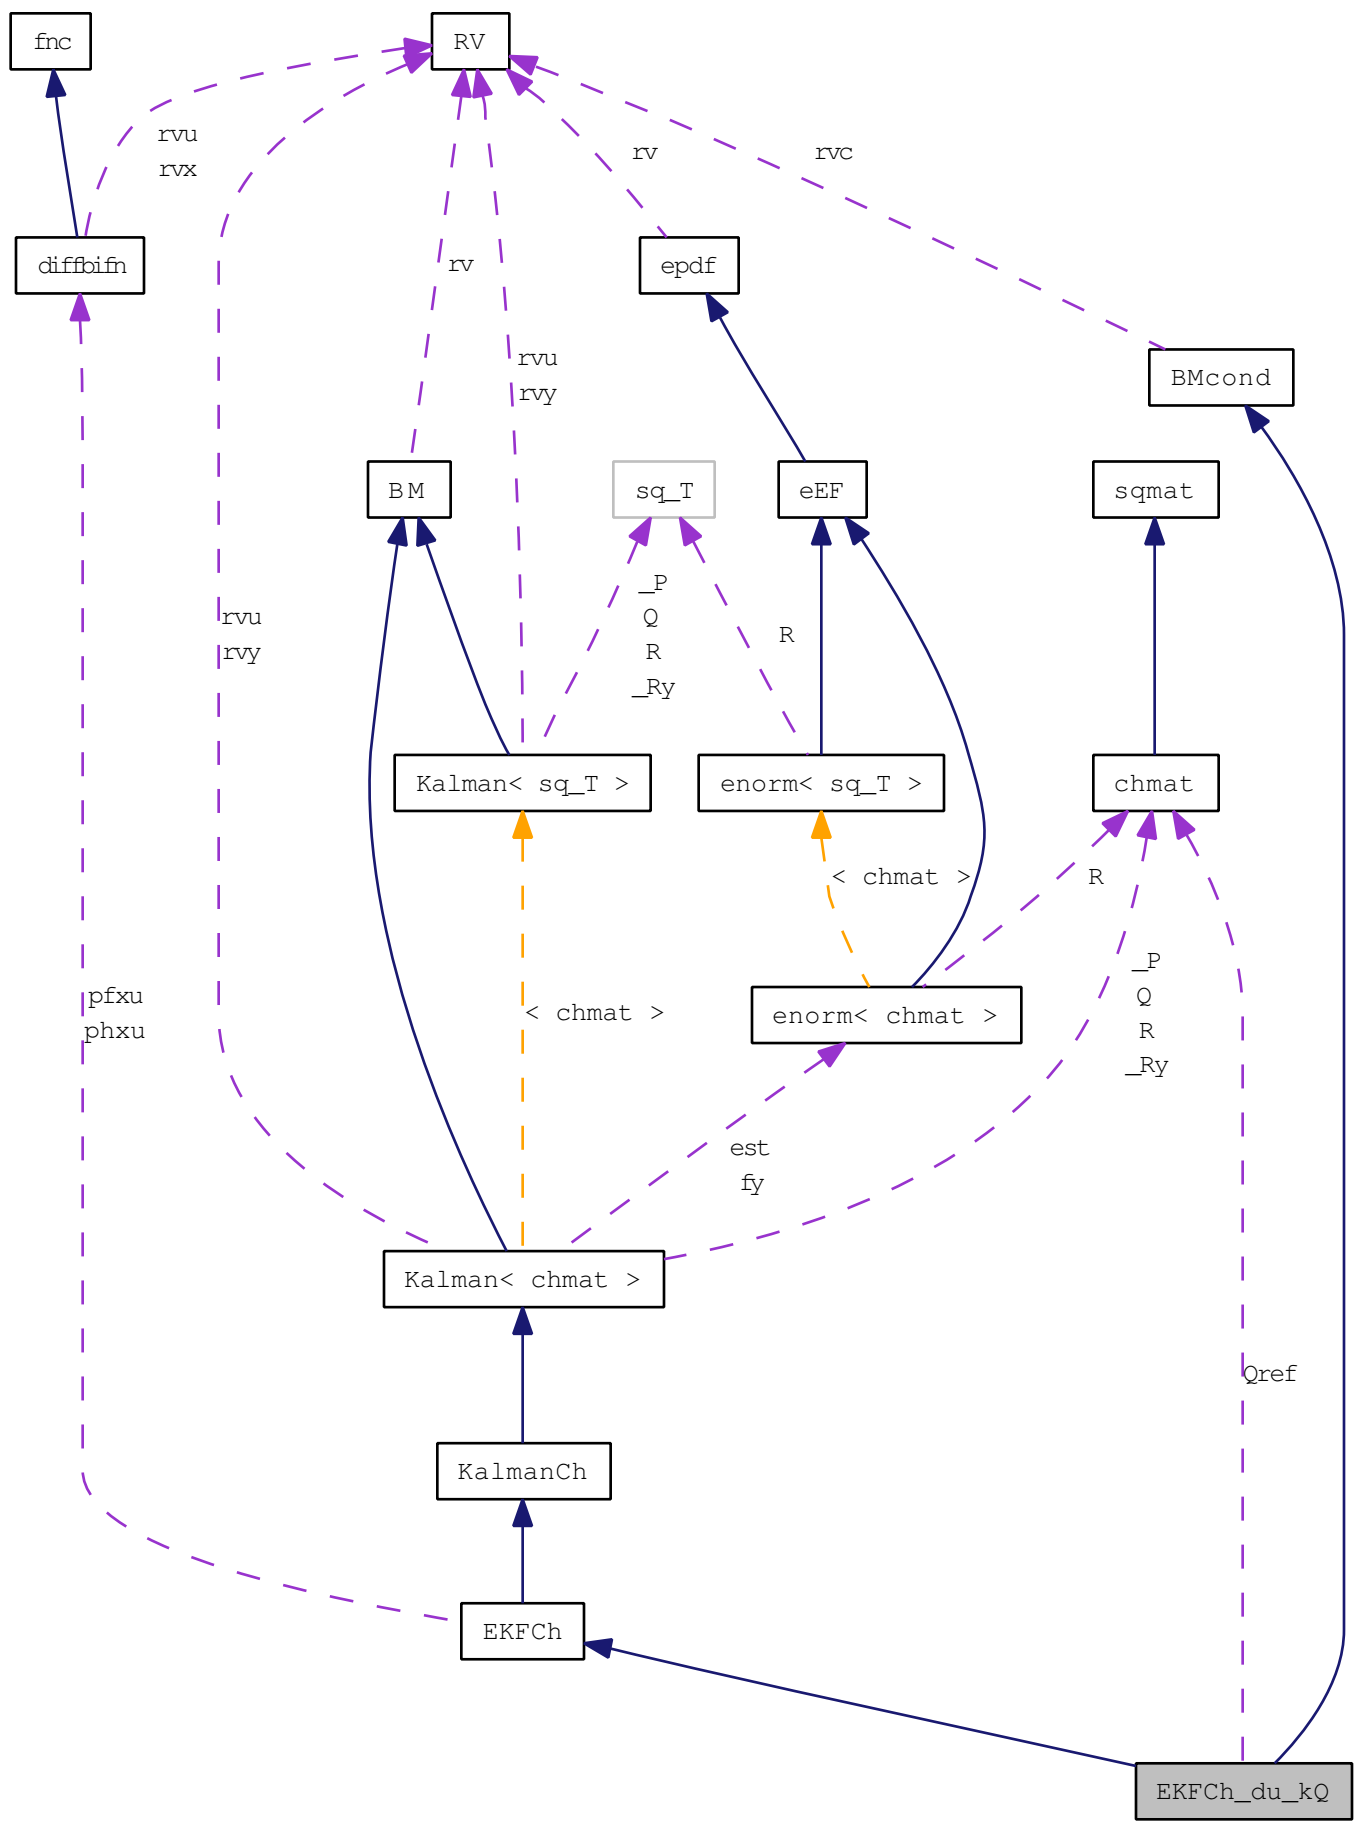 fnc
RV
rvu
rvx
rv
rvc
diffbifn
rv
epdf
rvu
rvy
BMcond
BM
sq_T
eEF
sqmat
_P
Q
R
_Ry
R
rvu
rvy
Kalman< sq_T >
enorm< sq_T >
chmat
< chmat >
R
_P
Q
R
_Ry
pfxu
phxu
< chmat >
enorm< chmat >
est
fy
Kalman< chmat >
Qref
KalmanCh
EKFCh
EKFCh_du_kQ